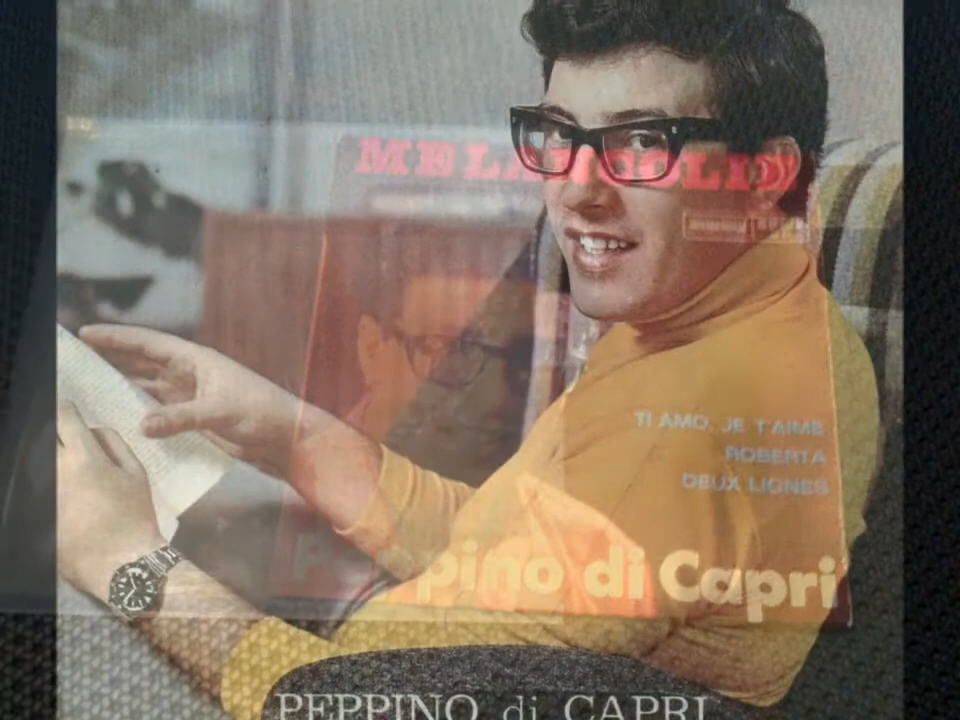 MELANCOLIE
TI AMO, JE T'AIME
ROBERTA
DEUX LIGNES
Peppino di Capri
PEPPINO di CAPRI